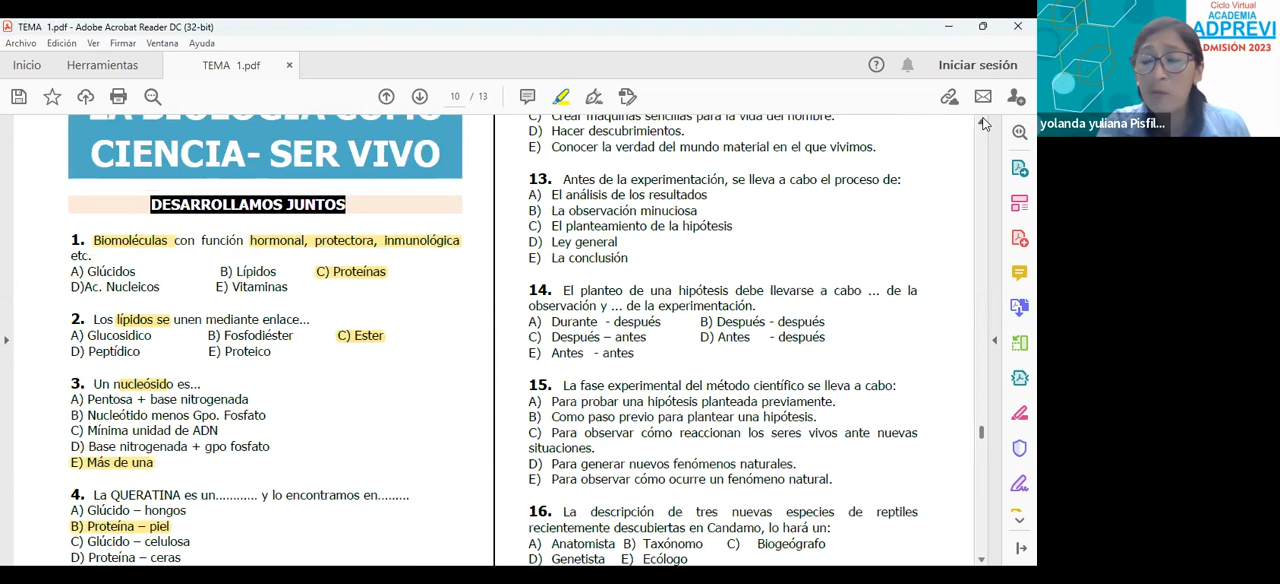 TEMA 1.pdf - Adobe Acrobat Reader DC (32-bit)
Archivo Edición Ver Firmar Ventana Ayuda
Inicio Herramientas TEMA 1.pdf × Iniciar sesión
10 / 13
LA BIOLOGÍA COMO
CIENCIA- SER VIVO
DESARROLLAMOS JUNTOS
1. Biomoléculas con función hormonal, protectora, inmunológica
etc.
A) Glúcidos B) Lípidos C) Proteínas
D)Ac. Nucleicos E) Vitaminas
2. Los lípidos se unen mediante enlace...
A) Glucosidico B) Fosfodiéster C) Ester
D) Peptídico E) Proteico
3. Un nucleósido es...
A) Pentosa + base nitrogenada
B) Nucleótido menos Gpo. Fosfato
C) Mínima unidad de ADN
D) Base nitrogenada + gpo fosfato
E) Más de una
4. La QUERATINA es un............ y lo encontramos en.........
A) Glúcido – hongos
B) Proteína – piel
C) Glúcido – celulosa
D) Proteína – ceras
C) Crear máquinas sencillas para la vida del hombre.
D) Hacer descubrimientos.
E) Conocer la verdad del mundo material en el que vivimos.
13. Antes de la experimentación, se lleva a cabo el proceso de:
A) El análisis de los resultados
B) La observación minuciosa
C) El planteamiento de la hipótesis
D) Ley general
E) La conclusión
14. El planteo de una hipótesis debe llevarse a cabo ... de la
observación y ... de la experimentación.
A) Durante - después B) Después - después
C) Después – antes D) Antes - después
E) Antes - antes
15. La fase experimental del método científico se lleva a cabo:
A) Para probar una hipótesis planteada previamente.
B) Como paso previo para plantear una hipótesis.
C) Para observar cómo reaccionan los seres vivos ante nuevas
situaciones.
D) Para generar nuevos fenómenos naturales.
E) Para observar cómo ocurre un fenómeno natural.
16. La descripción de tres nuevas especies de reptiles
recientemente descubiertas en Candamo, lo hará un:
A) Anatomista B) Taxónomo C) Biogeógrafo
D) Genetista E) Ecólogo
Ciclo Virtual
ACADEMIA
ADPREVI
ADMISIÓN 2023
yolanda yuliana Pisfil...